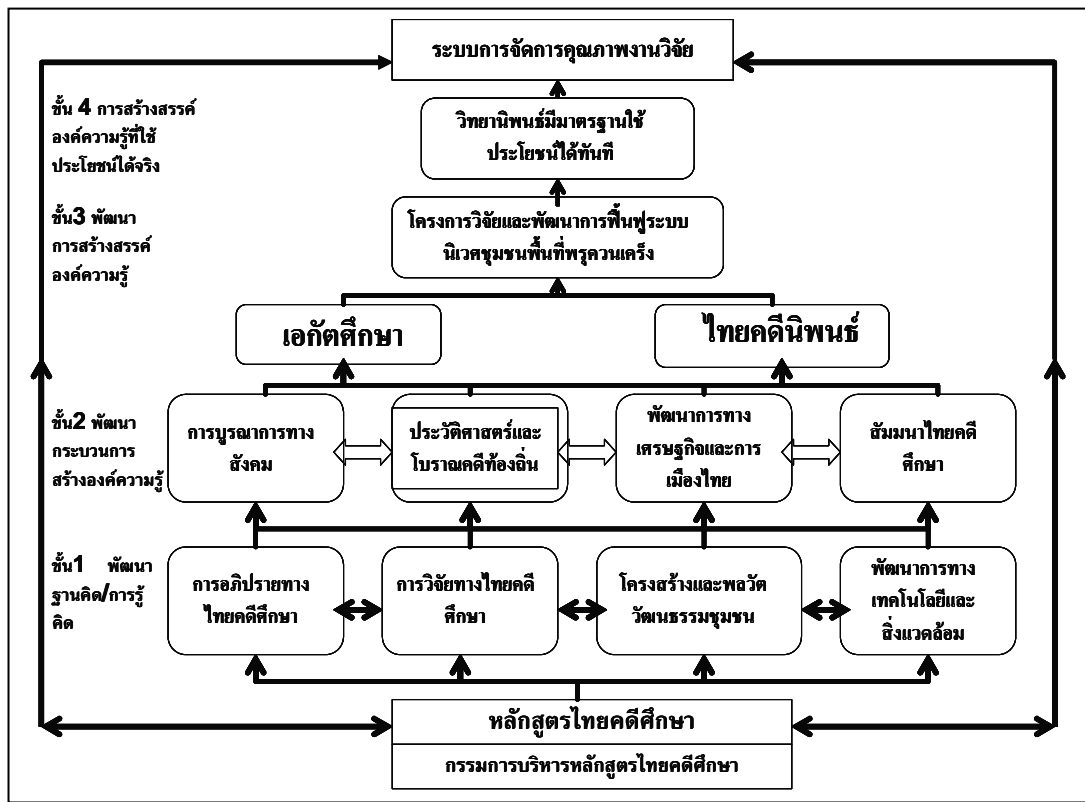 ระบบการจัดการคุณภาพงานวิจัย
ขั้น 4 การสร้างสรรค์
องค์ความรู้ที่ใช้
ประโยชน์ได้จริง
วิทยานิพนธ์มีมาตรฐานใช้
ประโยชน์ได้ทันที
ขั้น3 พัฒนา
การสร้างสรรค์
องค์ความรู้
โครงการวิจัยและพัฒนาการฟื้นฟูระบบ
นิเวศชุมชนพื้นที่พรุควนเคร็ง
เอกัตศึกษา
ไทยคดีนิพนธ์
ขั้น2 พัฒนา
กระบวนการ
สร้างองค์ความรู้
การบูรณาการทาง
สังคม
ประวัติศาสตร์และ
โบราณคดีท้องถิ่น
พัฒนาการทาง
เศรษฐกิจและการ
เมืองไทย
สัมมนาไทยคดี
ศึกษา
ขั้น1 พัฒนา
ฐานคิด/การรู้
คิด
การอภิปรายทาง
ไทยคดีศึกษา
การวิจัยทางไทยคดี
ศึกษา
โครงสร้างและพลวัต
วัฒนธรรมชุมชน
พัฒนาการทาง
เทคโนโลยีและ
สิ่งแวดล้อม
หลักสูตรไทยคดีศึกษา
กรรมการบริหารหลักสูตรไทยคดีศึกษา